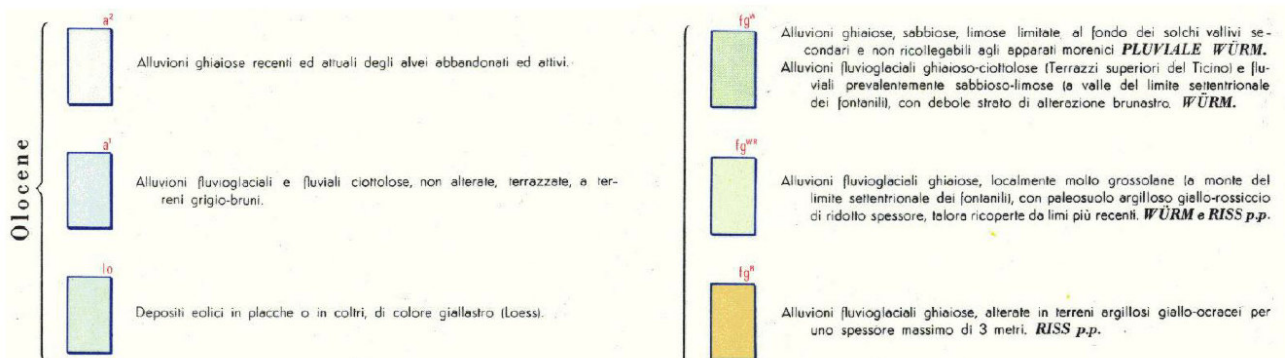 Olocene
a²
Alluvioni ghiaiose recenti ed attuali degli alvei abbandonati ed attivi.
a¹
Alluvioni fluvioglaciali e fluviali ciottolose, non alterate, terrazzate, a ter-
reni grigio-bruni.
lo
Depositi eolici in placche o in coltri, di colore giallastro (Loess).
fgᵂ
Alluvioni ghiaiose, sabbiose, limose limitate al fondo dei solchi vallivi se-
condari e non ricollegabili agli apparati morenici PLUVIALE WÜRM.
Alluvioni fluvioglaciali ghiaioso-ciottolose (Terrazzi superiori del Ticino) e flu-
viali prevalentemente sabbioso-limose (a valle del limite settentrionale
dei fontanili), con debole strato di alterazione brunastro. WÜRM.
fgᵂᴿ
Alluvioni fluvioglaciali ghiaiose, localmente molto grossolane (a monte del
limite settentrionale dei fontanili), con paleosuolo argilloso giallo-rossiccio
di ridotto spessore, talora ricoperte da limi più recenti. WÜRM e RISS p.p.
fgᴿ
Alluvioni fluvioglaciali ghiaiose, alterate in terreni argillosi giallo-ocracei per
uno spessore massimo di 3 metri. RISS p.p.